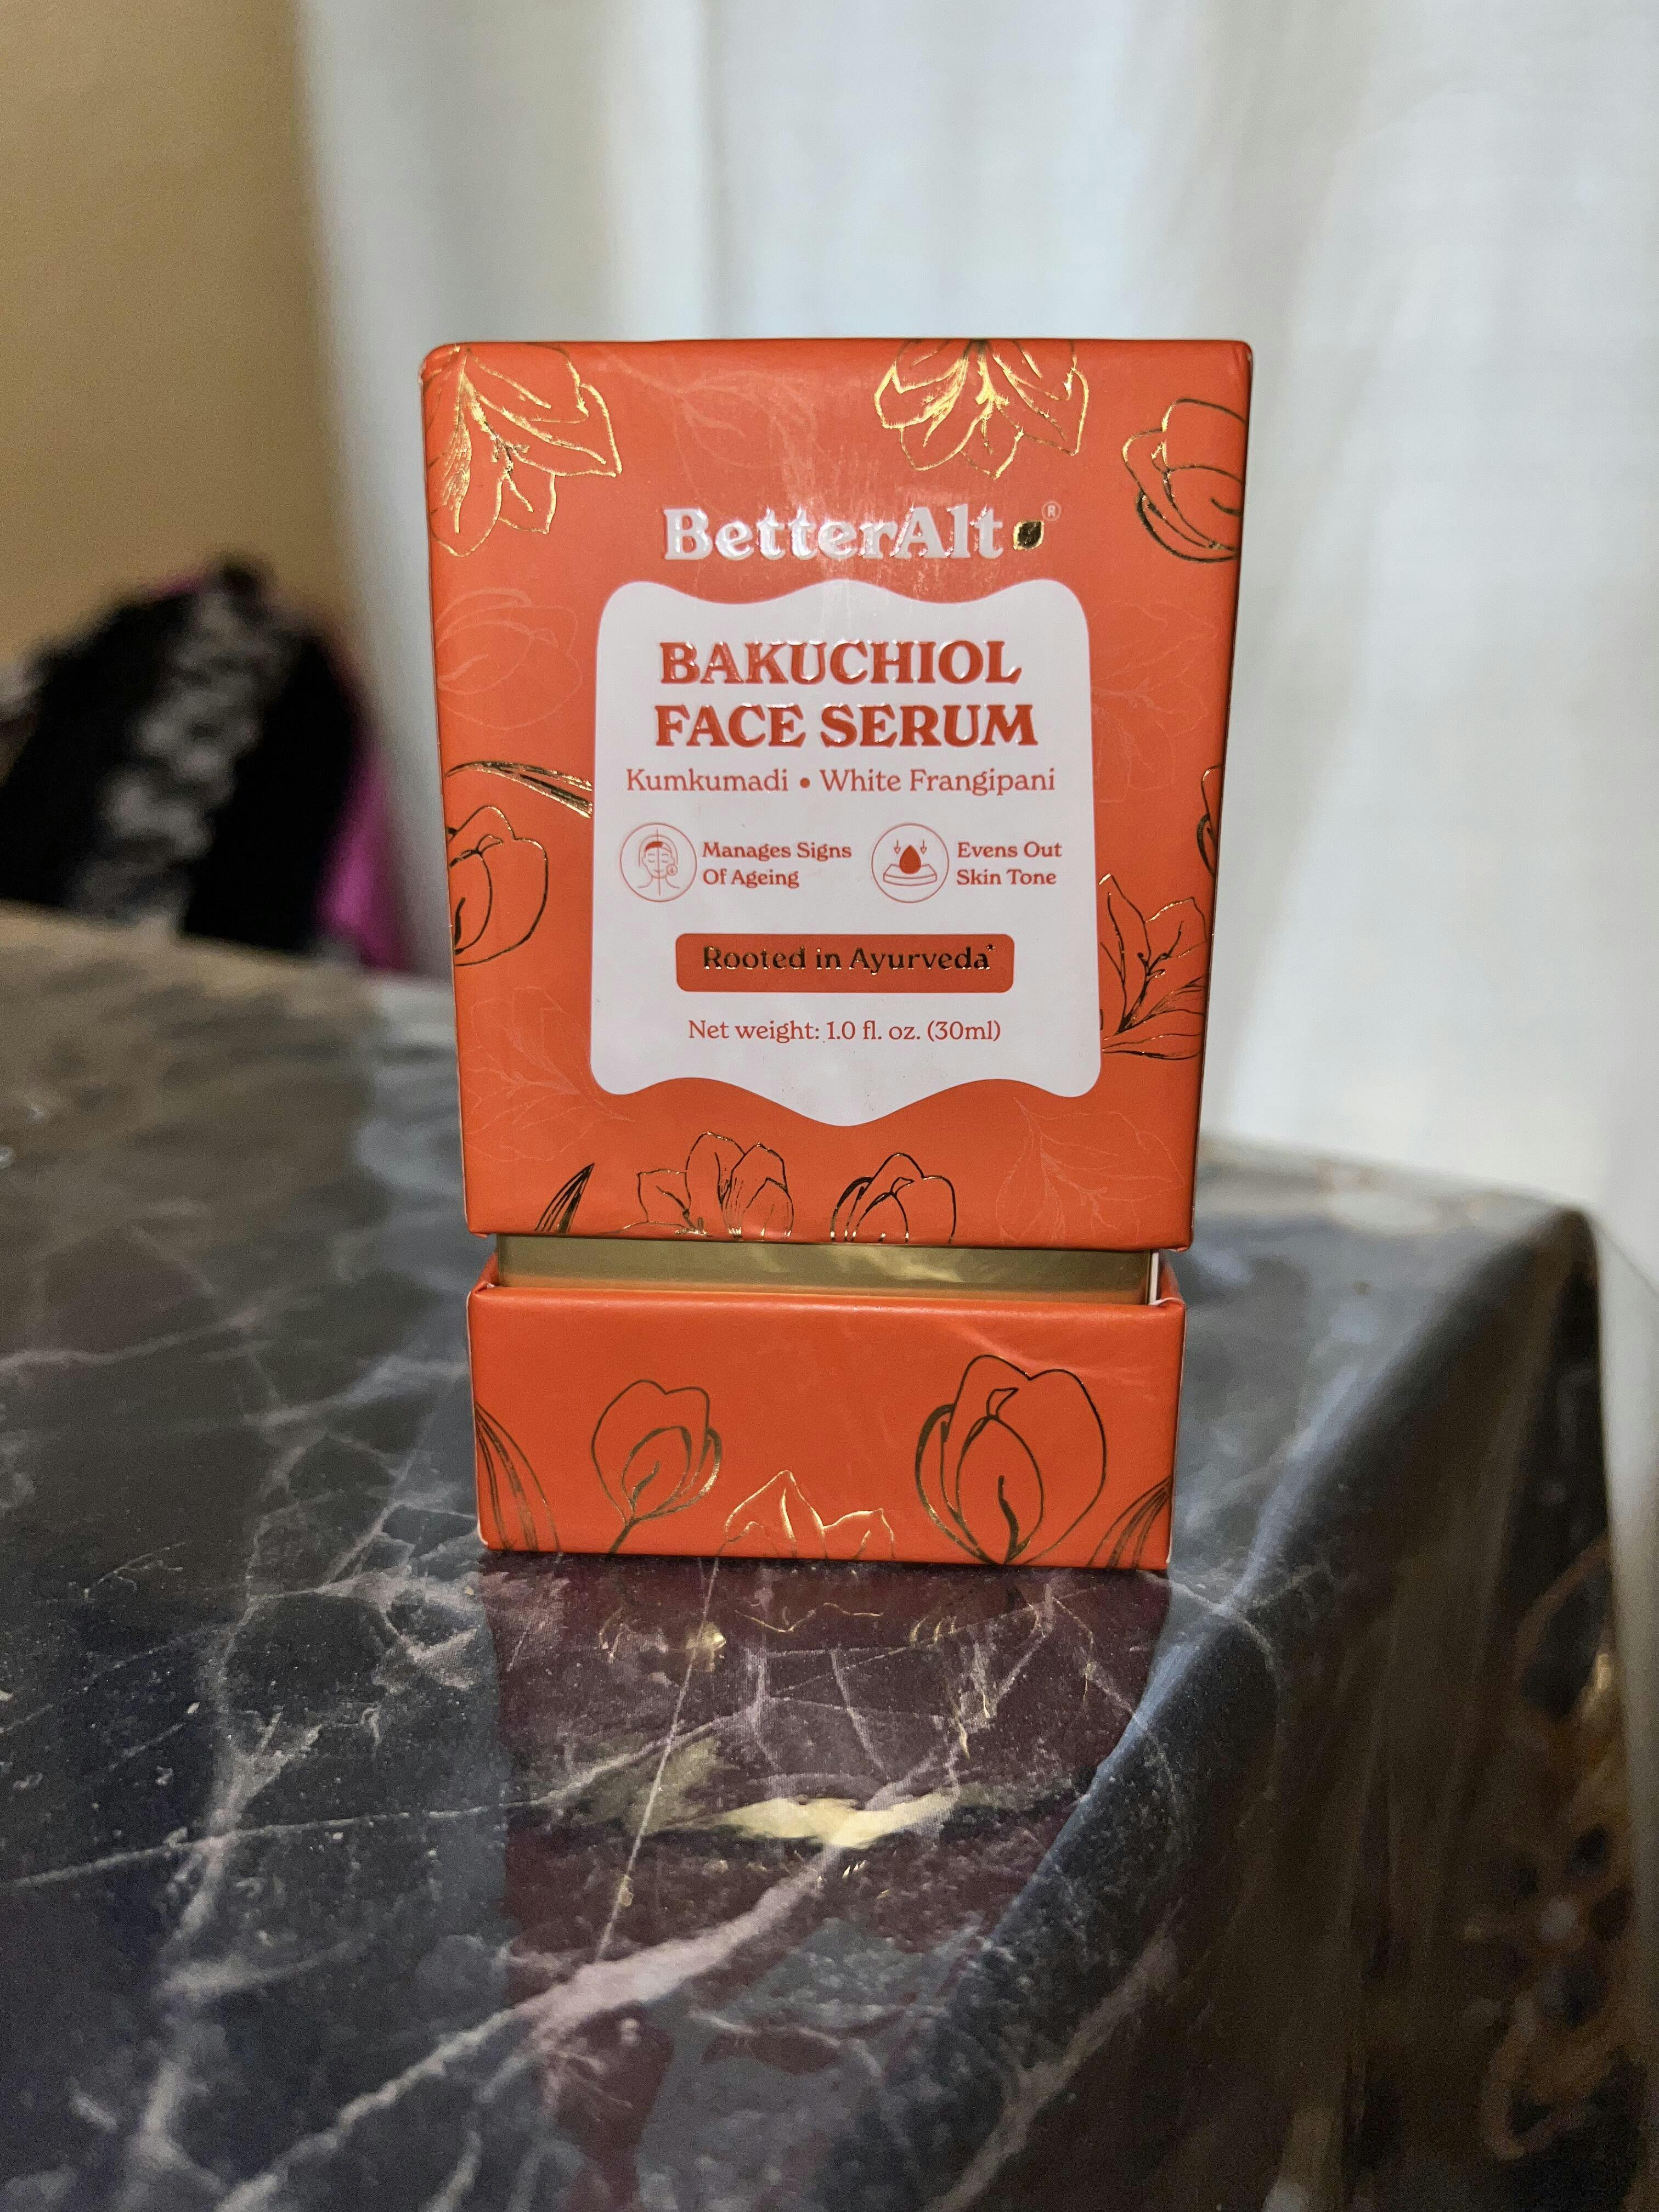 BetterAlt®
BAKUCHIOL
FACE SERUM
Kumkumadi • White Frangipani
Manages Signs
Of Ageing
Evens Out
Skin Tone
Rooted in Ayurveda*
Net weight: 1.0 fl. oz. (30ml)